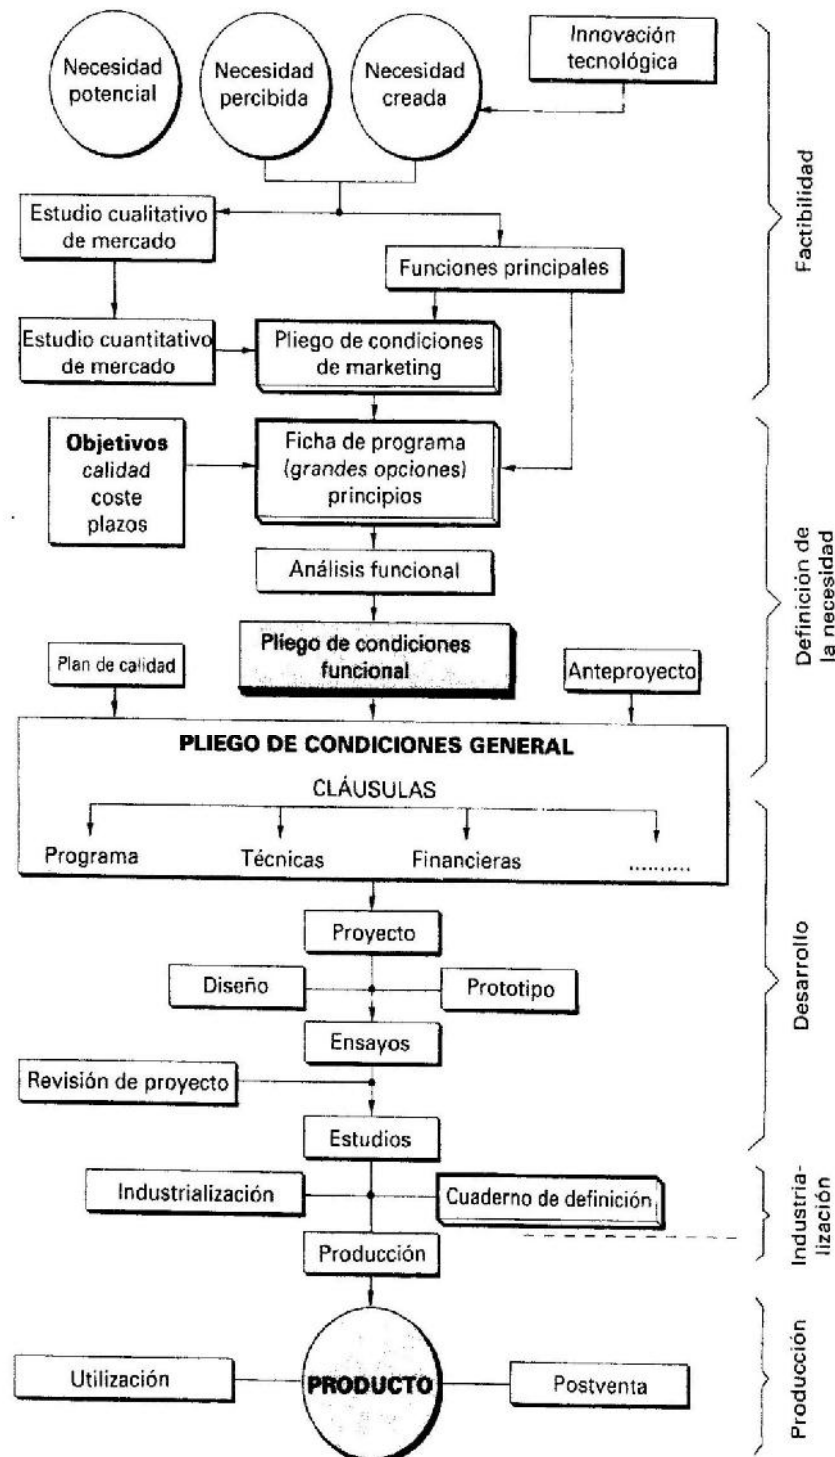 Necesidad
potencial
Necesidad
percibida
Necesidad
creada
Innovación
tecnológica
Estudio cualitativo
de mercado
Funciones principales
Estudio cuantitativo
de mercado
Pliego de condiciones
de marketing
Factibilidad
Objetivos
calidad
coste
plazos
Ficha de programa
(grandes opciones)
principios
Análisis funcional
Pliego de condiciones
funcional
Plan de calidad
Anteproyecto
Definición de
la necesidad
PLIEGO DE CONDICIONES GENERAL
CLÁUSULAS
Programa
Técnicas
Financieras
..........
Proyecto
Diseño
Prototipo
Ensayos
Revisión de proyecto
Estudios
Desarrollo
Industrialización
Cuaderno de definición
Producción
Industria-
lización
PRODUCTO
Utilización
Postventa
Producción